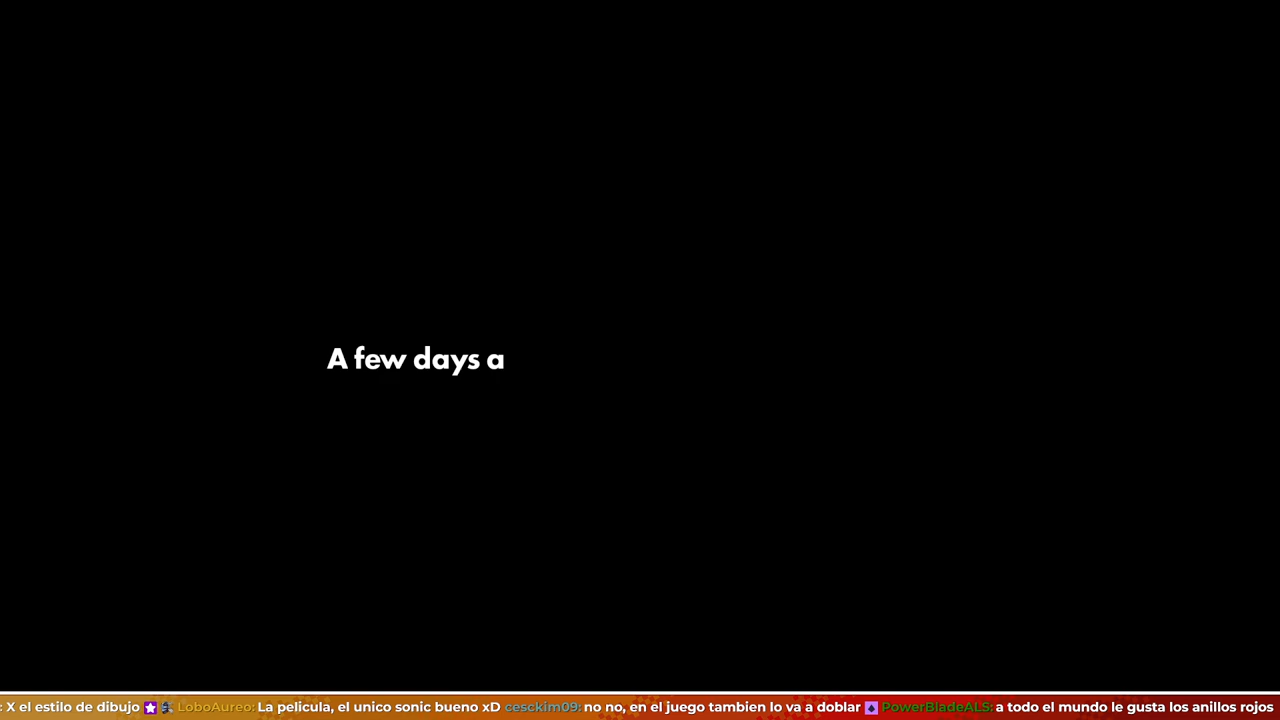 A few days a
: X el estilo de dibujo LoboAureo: La pelicula, el unico sonic bueno xD cesckim09: no no, en el juego tambien lo va a doblar PowerBladeALS: a todo el mundo le gusta los anillos rojos